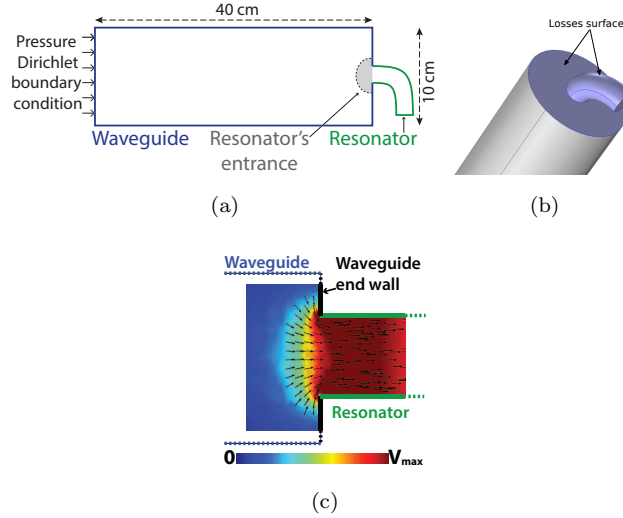 40 cm
Pressure
Dirichlet
boundary
condition
10 cm
Waveguide
Resonator's
entrance
Resonator
(a)
Losses surface
(b)
Waveguide
Waveguide
end wall
Resonator
0
Vmax
(c)